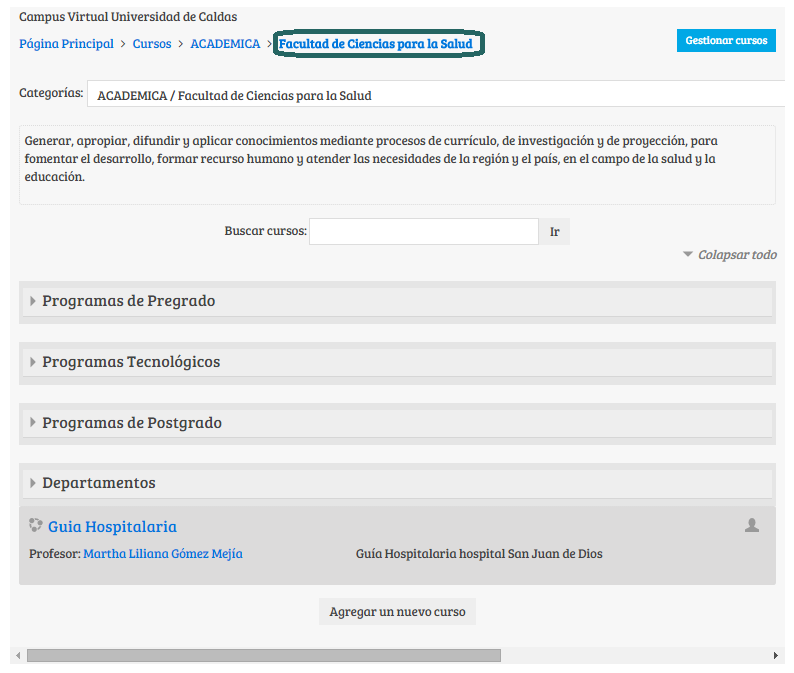 Campus Virtual Universidad de Caldas
Página Principal > Cursos > ACADEMICA > Facultad de Ciencias para la Salud
Gestionar cursos
Categorías: ACADEMICA / Facultad de Ciencias para la Salud
Generar, apropiar, difundir y aplicar conocimientos mediante procesos de currículo, de investigación y de proyección, para
fomentar el desarrollo, formar recurso humano y atender las necesidades de la región y el país, en el campo de la salud y la
educación.
Buscar cursos: Ir
Colapsar todo
Programas de Pregrado
Programas Tecnológicos
Programas de Postgrado
Departamentos
Guia Hospitalaria
Profesor: Martha Liliana Gómez Mejía Guía Hospitalaria hospital San Juan de Dios
Agregar un nuevo curso